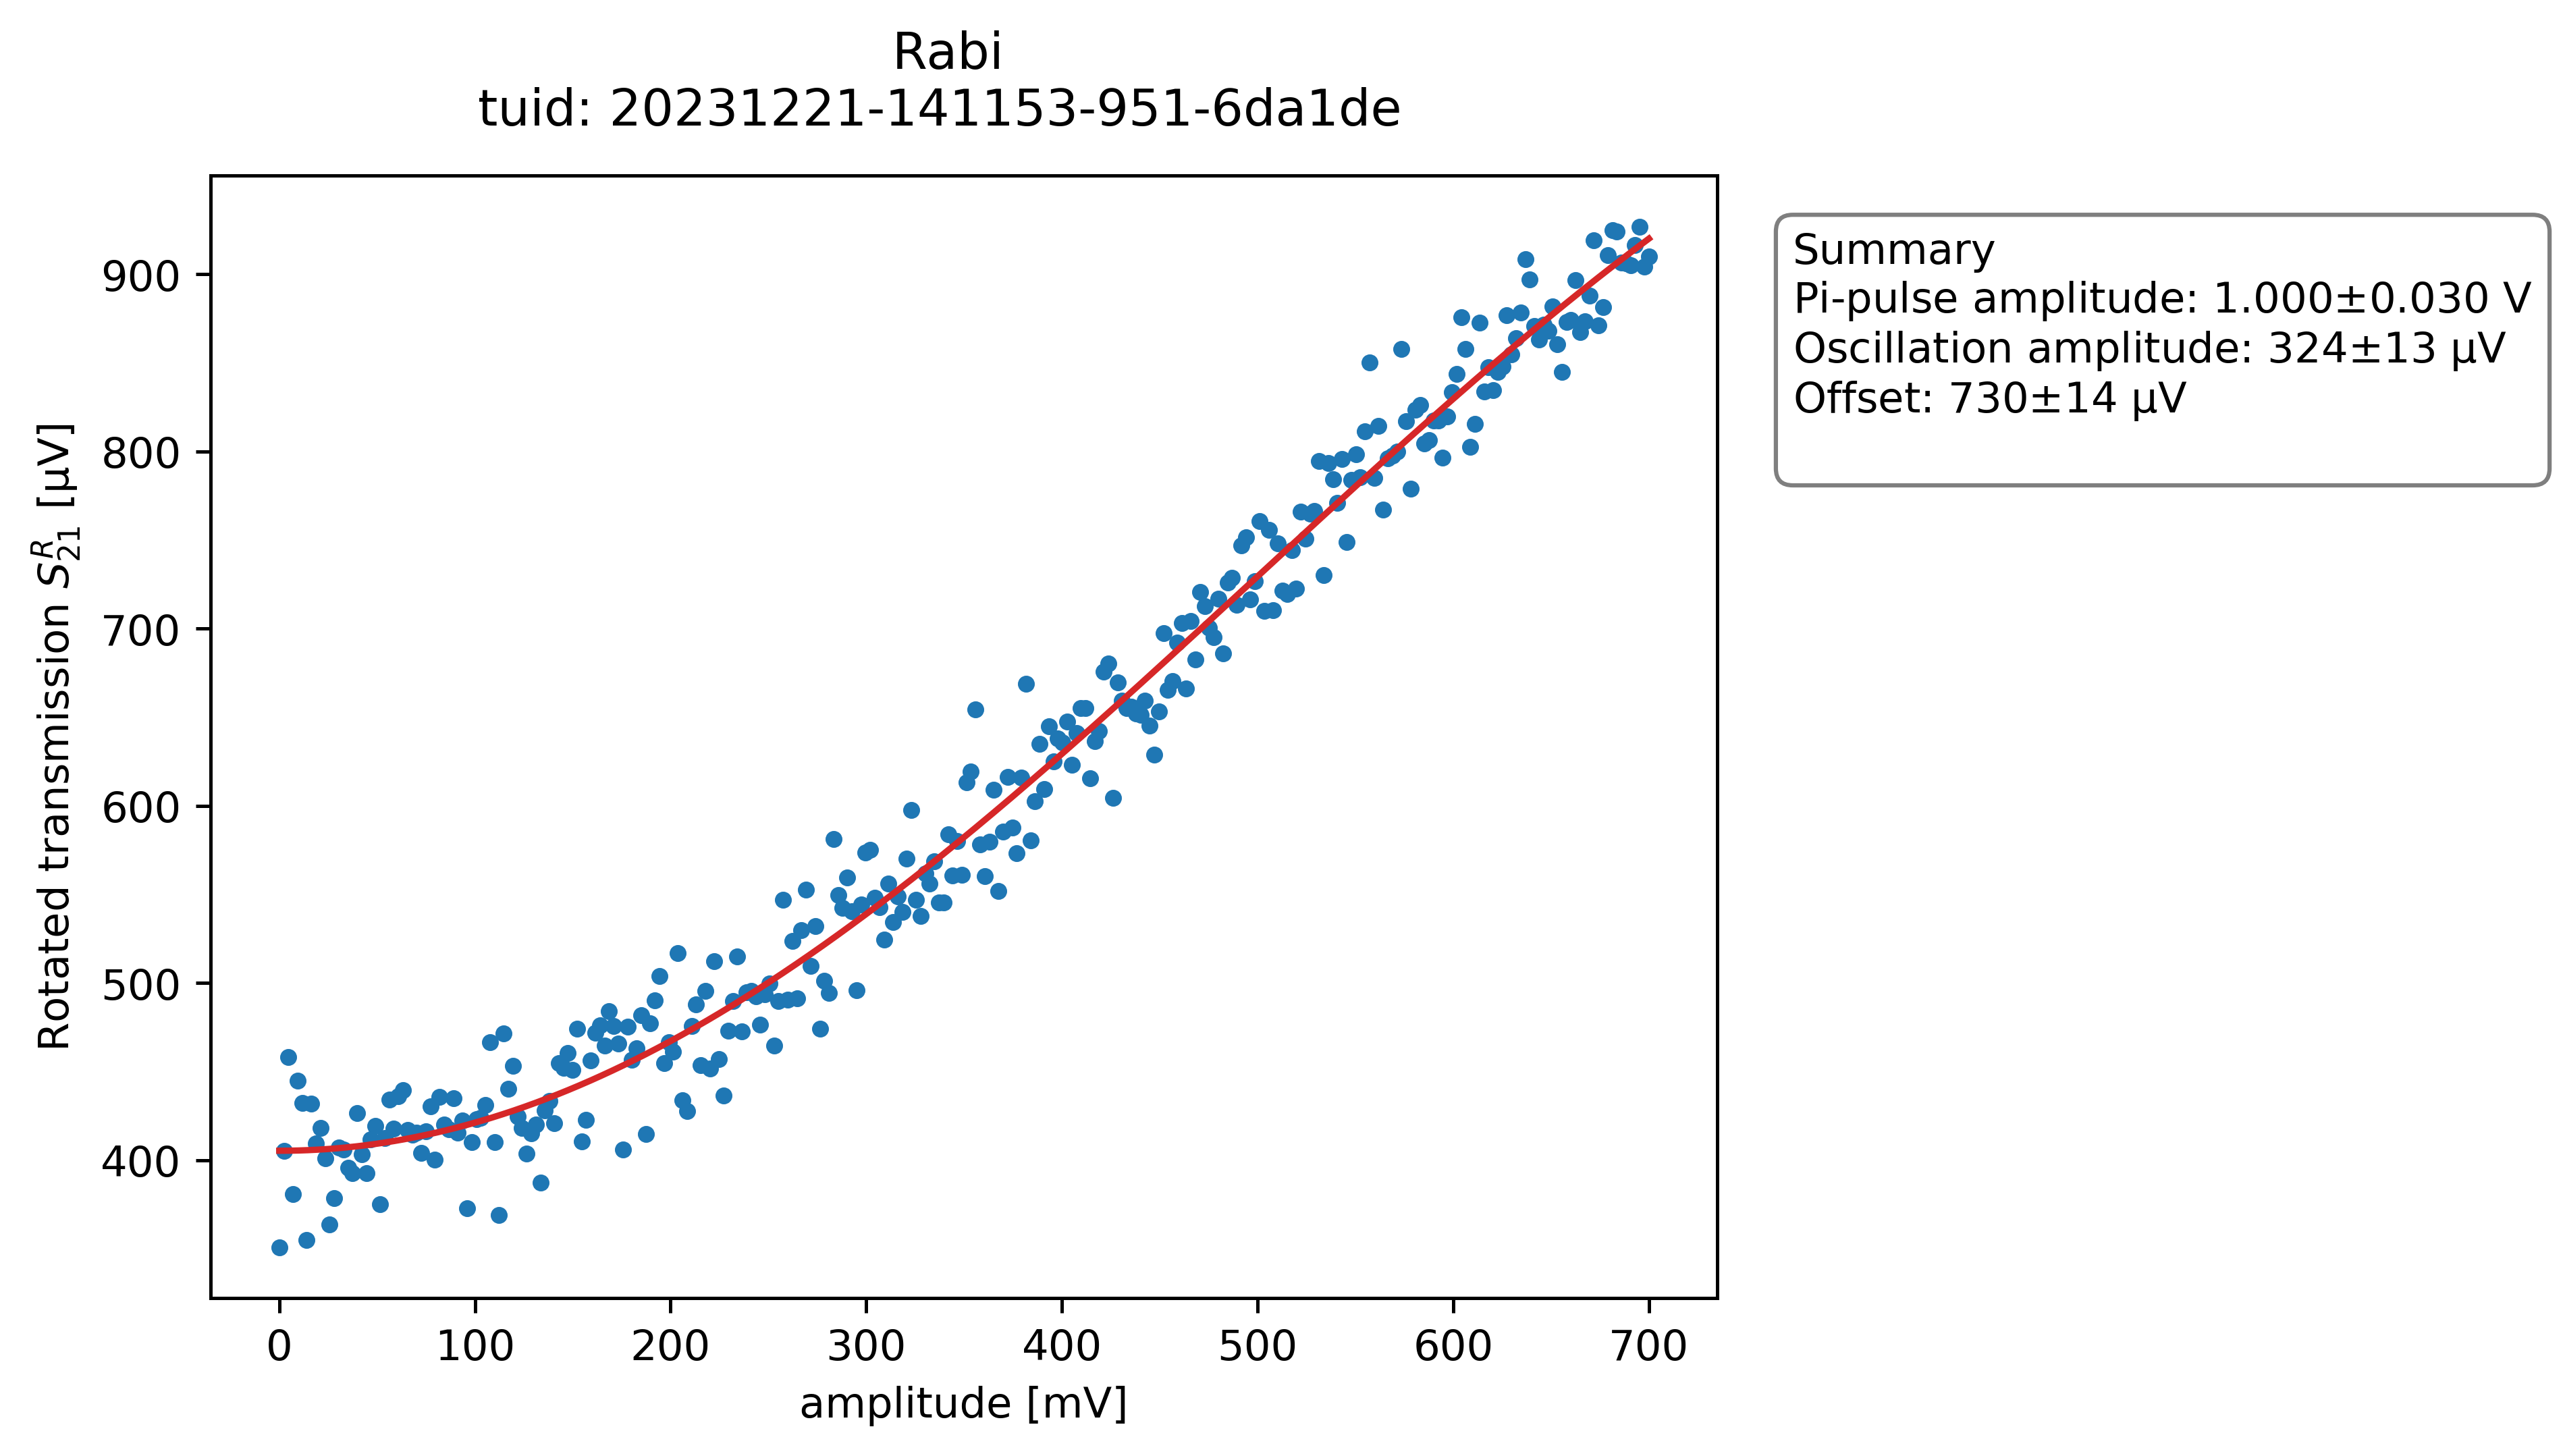 Rabi
tuid: 20231221-141153-951-6da1de
Rotated transmission $S_{21}^{R}$ [µV]
900
800
700
600
500
400
0 100 200 300 400 500 600 700
amplitude [mV]
Summary
Pi-pulse amplitude: 1.000±0.030 V
Oscillation amplitude: 324±13 µV
Offset: 730±14 µV